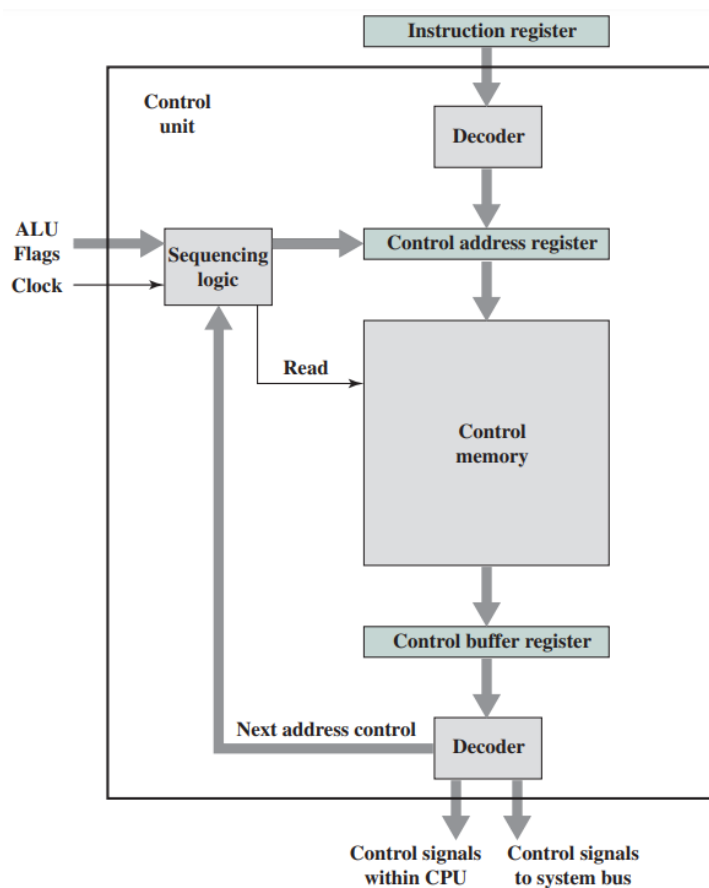 Instruction register
Control
unit
Decoder
ALU
Flags
Control address register
Sequencing
logic
Clock
Read
Control
memory
Control buffer register
Next address control
Decoder
Control signals
within CPU
Control signals
to system bus